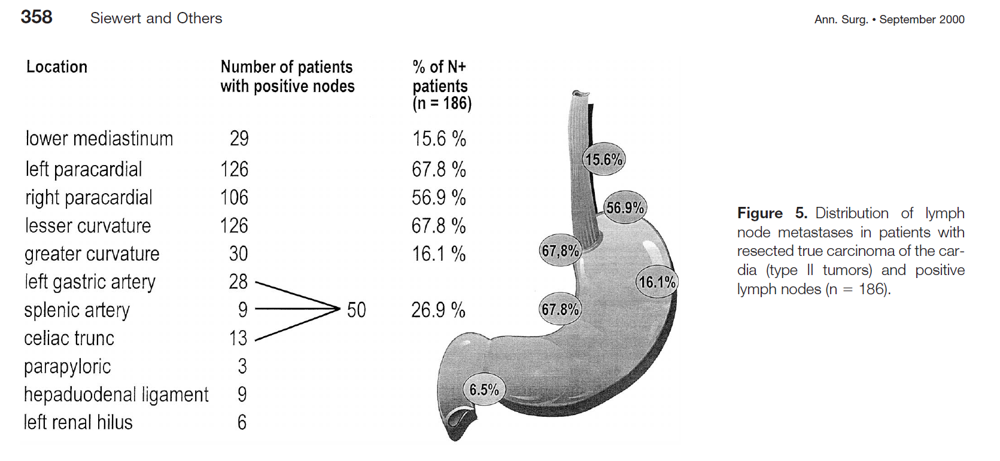 358 Siewert and Others Ann. Surg. • September 2000
Location Number of patients with positive nodes % of N+ patients (n = 186)
lower mediastinum 29 15.6 %
left paracardial 126 67.8 %
right paracardial 106 56.9 %
lesser curvature 126 67.8 %
greater curvature 30 16.1 %
left gastric artery 28
splenic artery 9 50 26.9 %
celiac trunc 13
parapyloric 3
hepaduodenal ligament 9
left renal hilus 6
15.6%
56.9%
67,8%
16.1%
67.8%
6.5%
Figure 5. Distribution of lymph
node metastases in patients with
resected true carcinoma of the car-
dia (type II tumors) and positive
lymph nodes (n = 186).